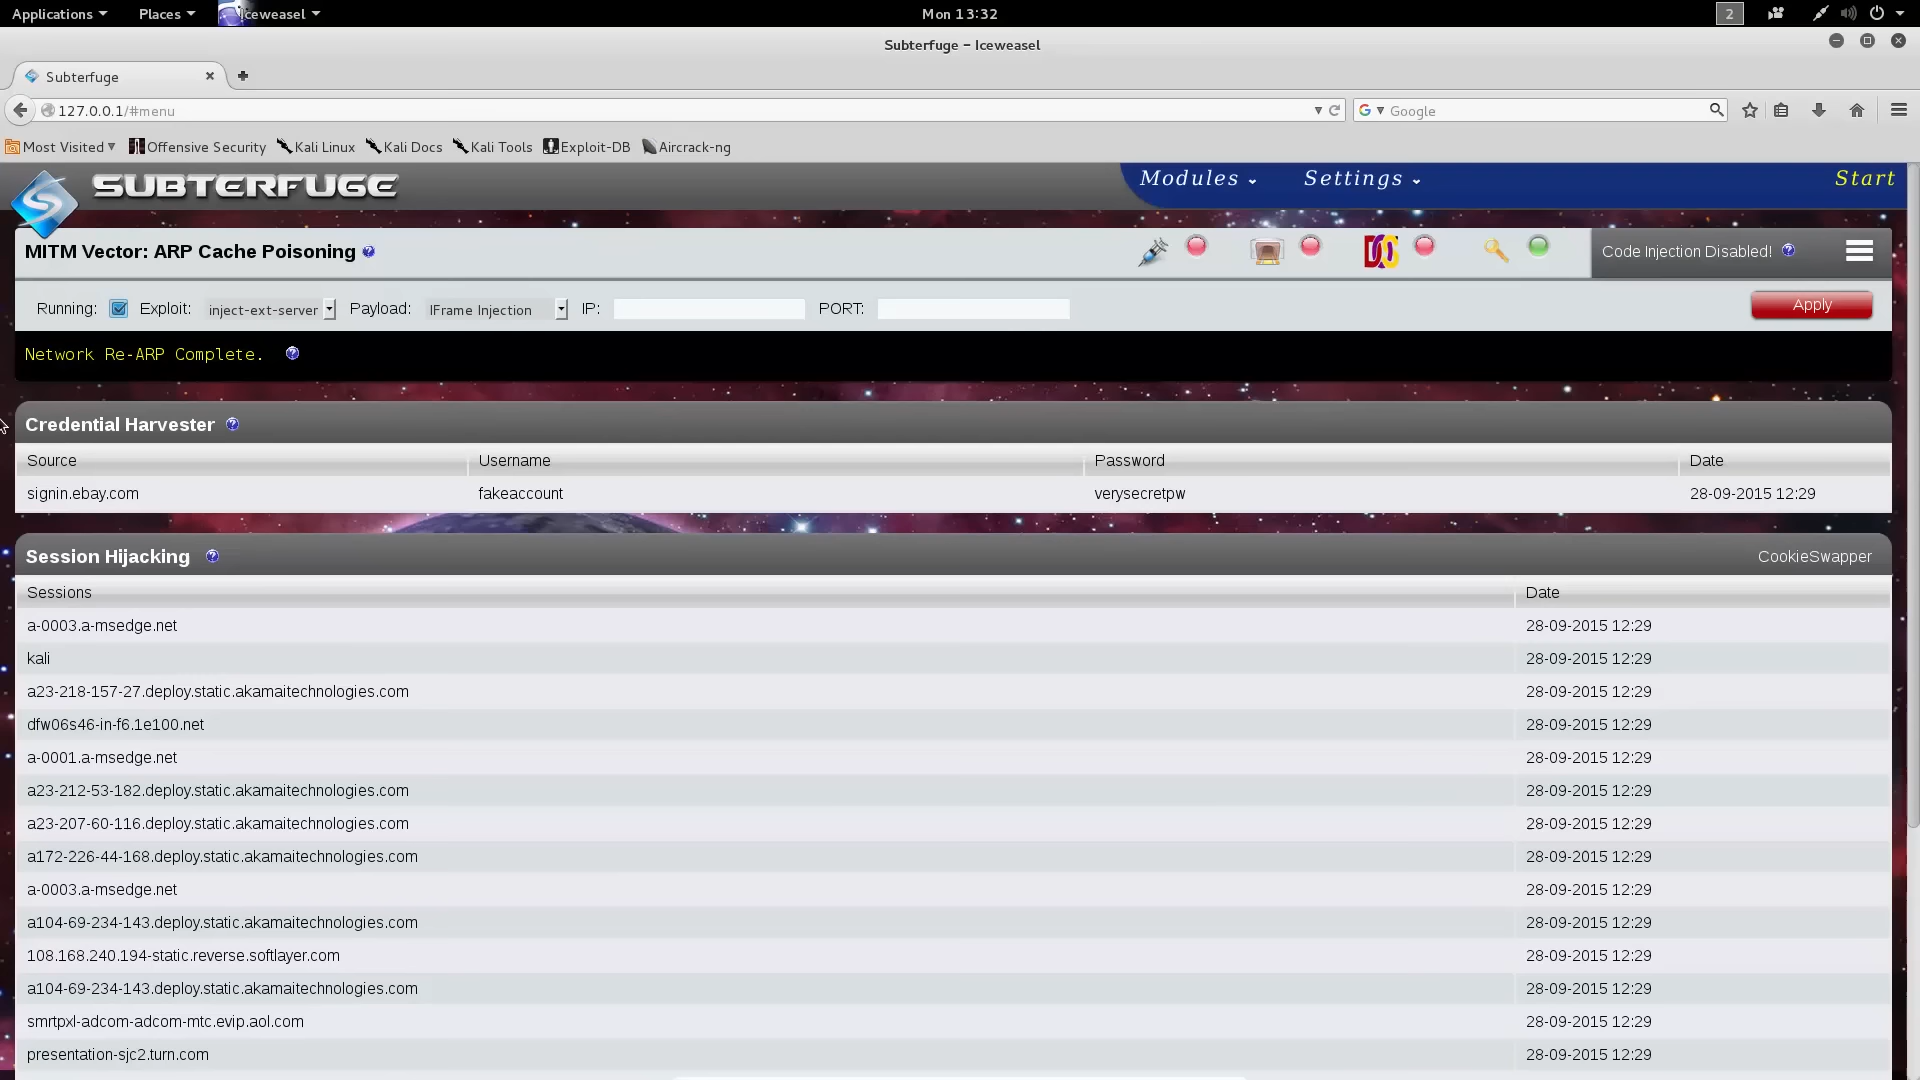 Applications Places Iceweasel Mon 13:32 2
Subterfuge – Iceweasel
Subterfuge
127.0.0.1/#menu Google
Most Visited Offensive Security Kali Linux Kali Docs Kali Tools Exploit-DB Aircrack-ng
SUBTERFUGE Modules Settings Start
MITM Vector: ARP Cache Poisoning ? DOS Code Injection Disabled! ?
Running: Exploit: inject-ext-server Payload: IFrame Injection IP: PORT: Apply
Network Re-ARP Complete. ?
Credential Harvester ?
Source Username Password Date
signin.ebay.com fakeaccount verysecretpw 28-09-2015 12:29
Session Hijacking ? CookieSwapper
Sessions Date
a-0003.a-msedge.net 28-09-2015 12:29
kali 28-09-2015 12:29
a23-218-157-27.deploy.static.akamaitechnologies.com 28-09-2015 12:29
dfw06s46-in-f6.1e100.net 28-09-2015 12:29
a-0001.a-msedge.net 28-09-2015 12:29
a23-212-53-182.deploy.static.akamaitechnologies.com 28-09-2015 12:29
a23-207-60-116.deploy.static.akamaitechnologies.com 28-09-2015 12:29
a172-226-44-168.deploy.static.akamaitechnologies.com 28-09-2015 12:29
a-0003.a-msedge.net 28-09-2015 12:29
a104-69-234-143.deploy.static.akamaitechnologies.com 28-09-2015 12:29
108.168.240.194-static.reverse.softlayer.com 28-09-2015 12:29
a104-69-234-143.deploy.static.akamaitechnologies.com 28-09-2015 12:29
smrtpxl-adcom-adcom-mtc.evip.aol.com 28-09-2015 12:29
presentation-sjc2.turn.com 28-09-2015 12:29